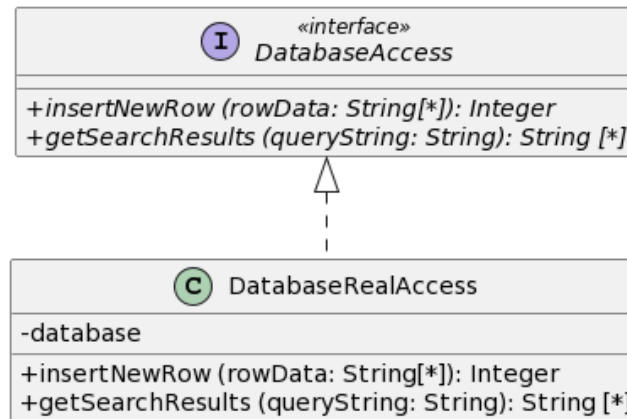 I
«interface»
DatabaseAccess
+insertNewRow (rowData: String[*]): Integer
+getSearchResults (queryString: String): String [*]
C
DatabaseRealAccess
-database
+insertNewRow (rowData: String[*]): Integer
+getSearchResults (queryString: String): String [*]